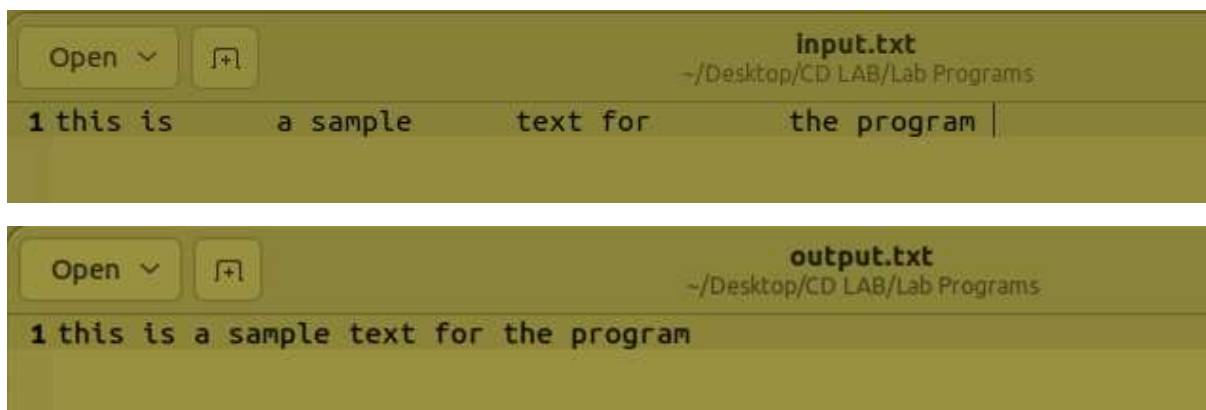 Open
input.txt
~/Desktop/CD LAB/Lab Programs
1 this is      a sample      text for        the program
Open
output.txt
~/Desktop/CD LAB/Lab Programs
1 this is a sample text for the program